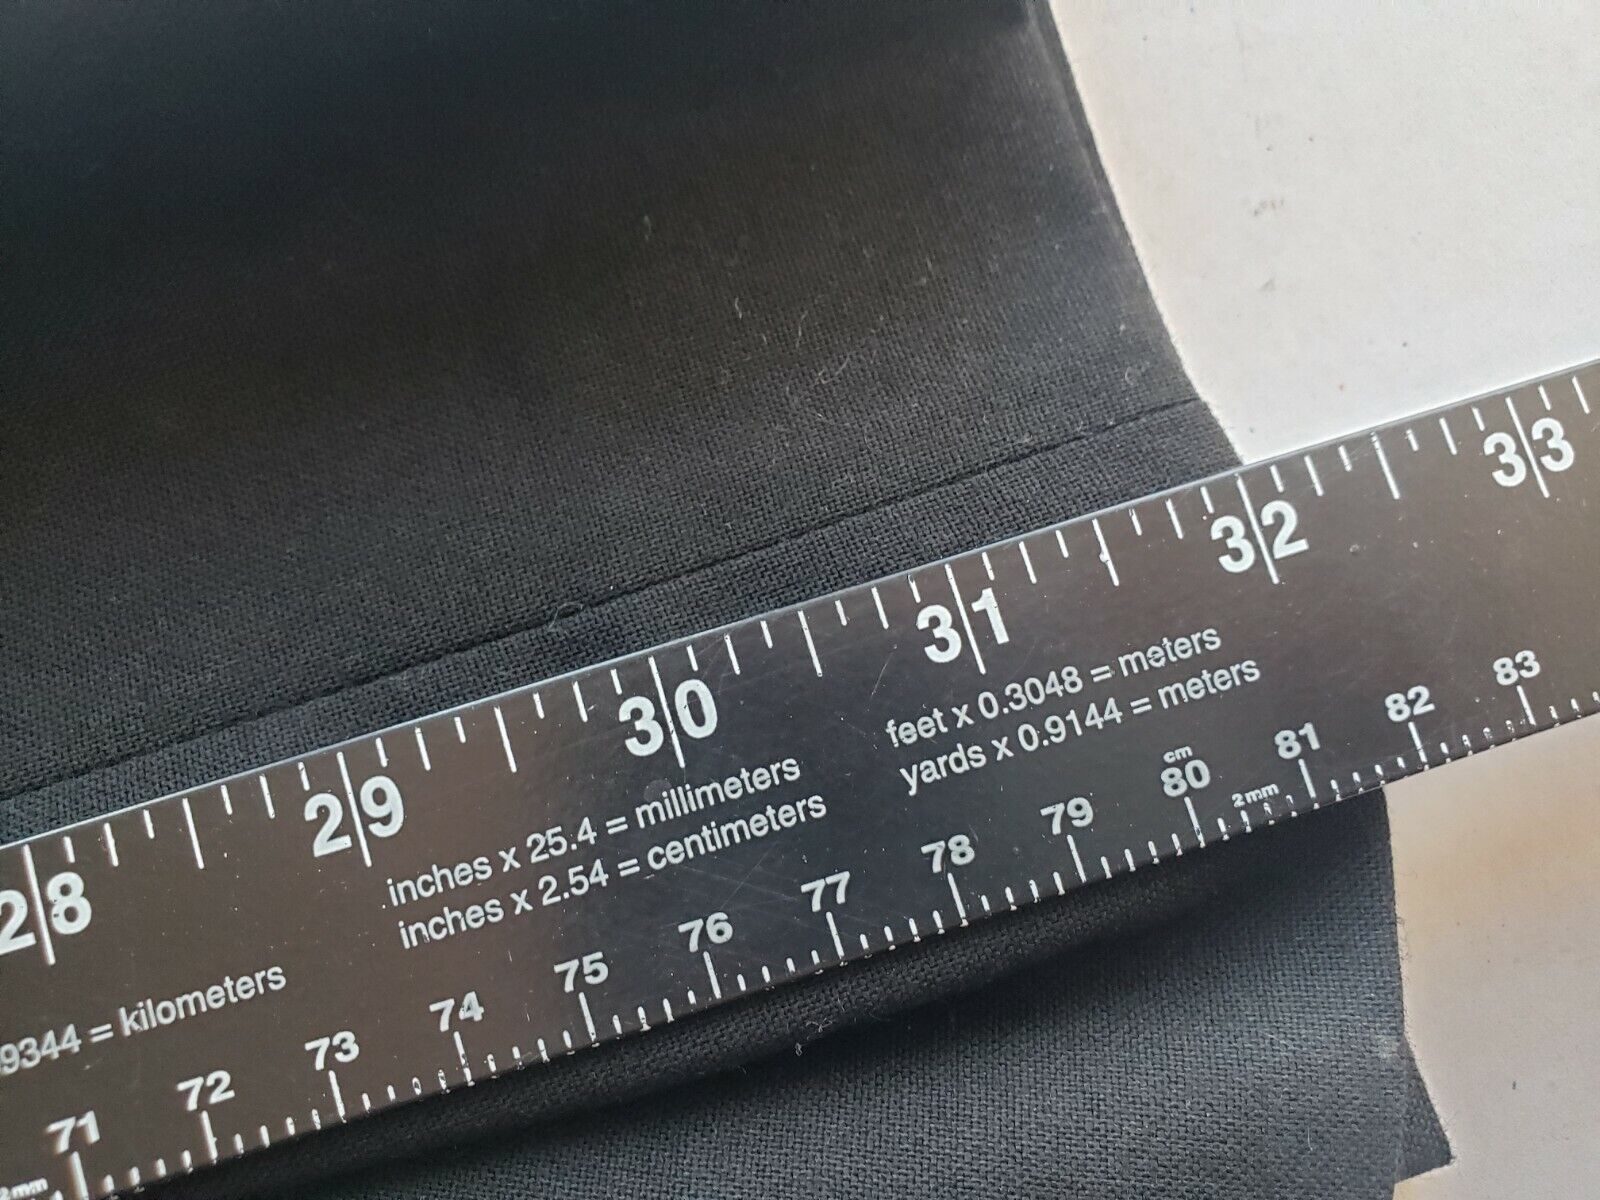 28 29 30 31 32 33
inches x 25.4 = millimeters
inches x 2.54 = centimeters
feet x 0.3048 = meters
yards x 0.9144 = meters
9344 = kilometers
cm
2mm
2mm
71 72 73 74 75 76 77 78 79 80 81 82 83